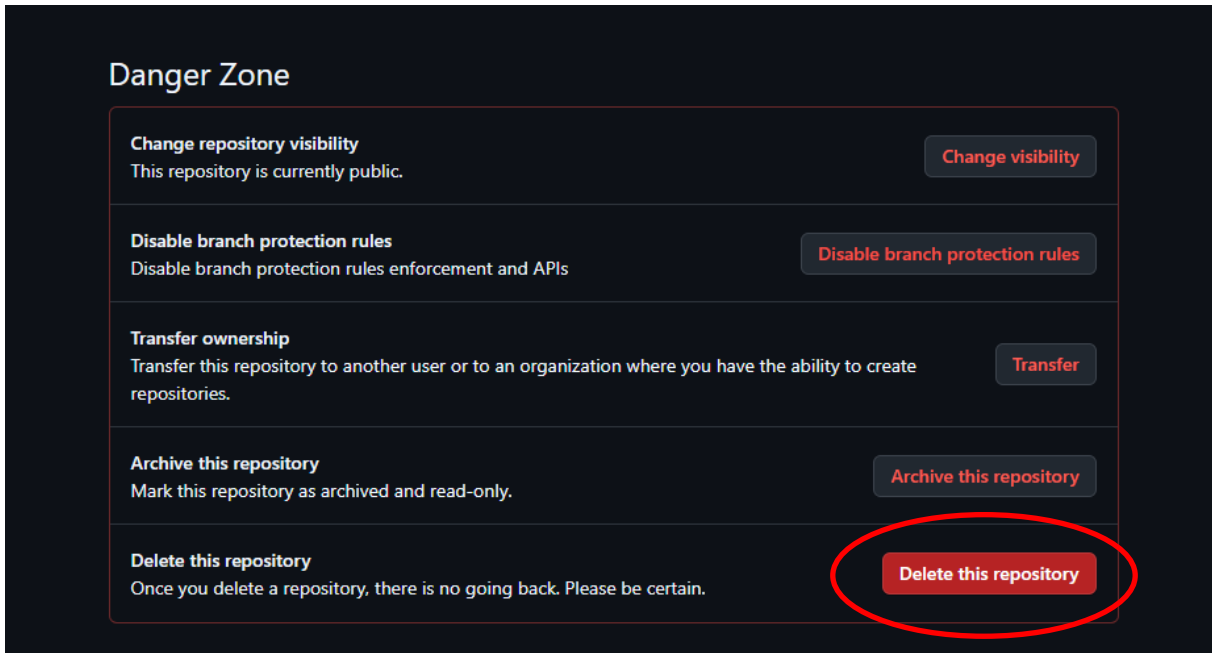 Danger Zone
Change repository visibility
This repository is currently public.
Change visibility
Disable branch protection rules
Disable branch protection rules enforcement and APIs
Disable branch protection rules
Transfer ownership
Transfer this repository to another user or to an organization where you have the ability to create
repositories.
Transfer
Archive this repository
Mark this repository as archived and read-only.
Archive this repository
Delete this repository
Once you delete a repository, there is no going back. Please be certain.
Delete this repository